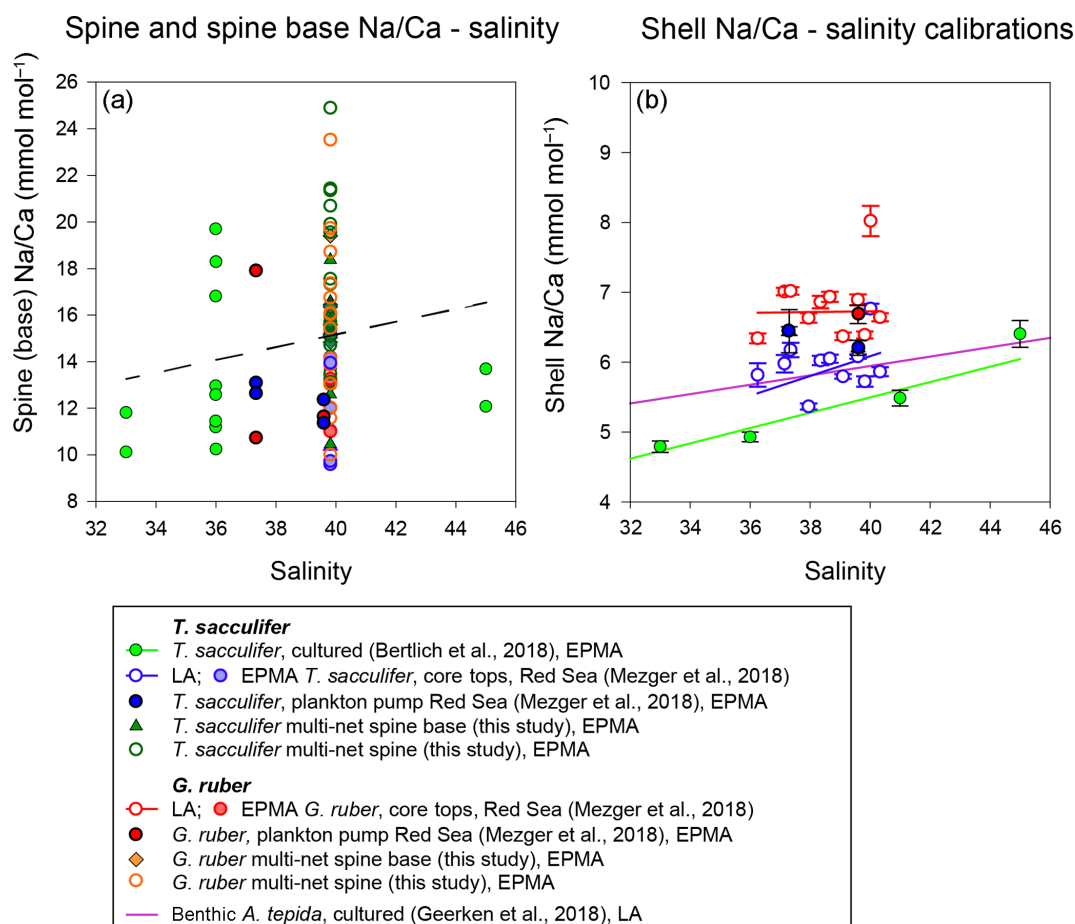 Spine and spine base Na/Ca - salinity
Shell Na/Ca - salinity calibrations
(a)
Spine (base) Na/Ca (mmol mol⁻¹)
26
24
22
20
18
16
14
12
10
8
32 34 36 38 40 42 44 46
Salinity
(b)
Shell Na/Ca (mmol mol⁻¹)
10
9
8
7
6
5
4
32 34 36 38 40 42 44 46
Salinity
T. sacculifer
T. sacculifer, cultured (Bertlich et al., 2018), EPMA
LA; EPMA T. sacculifer, core tops, Red Sea (Mezger et al., 2018)
T. sacculifer, plankton pump Red Sea (Mezger et al., 2018), EPMA
T. sacculifer multi-net spine base (this study), EPMA
T. sacculifer multi-net spine (this study), EPMA
G. ruber
LA; EPMA G. ruber, core tops, Red Sea (Mezger et al., 2018)
G. ruber, plankton pump Red Sea (Mezger et al., 2018), EPMA
G. ruber multi-net spine base (this study), EPMA
G. ruber multi-net spine (this study), EPMA
Benthic A. tepida, cultured (Geerken et al., 2018), LA